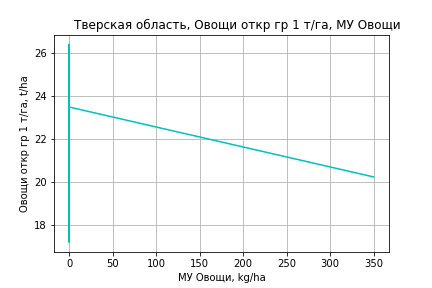 Тверская область, Овощи откр гр 1 т/га, МУ Овощи
26
24
22
20
18
Овощи откр гр 1 т/га, t/ha
0 50 100 150 200 250 300 350
МУ Овощи, kg/ha